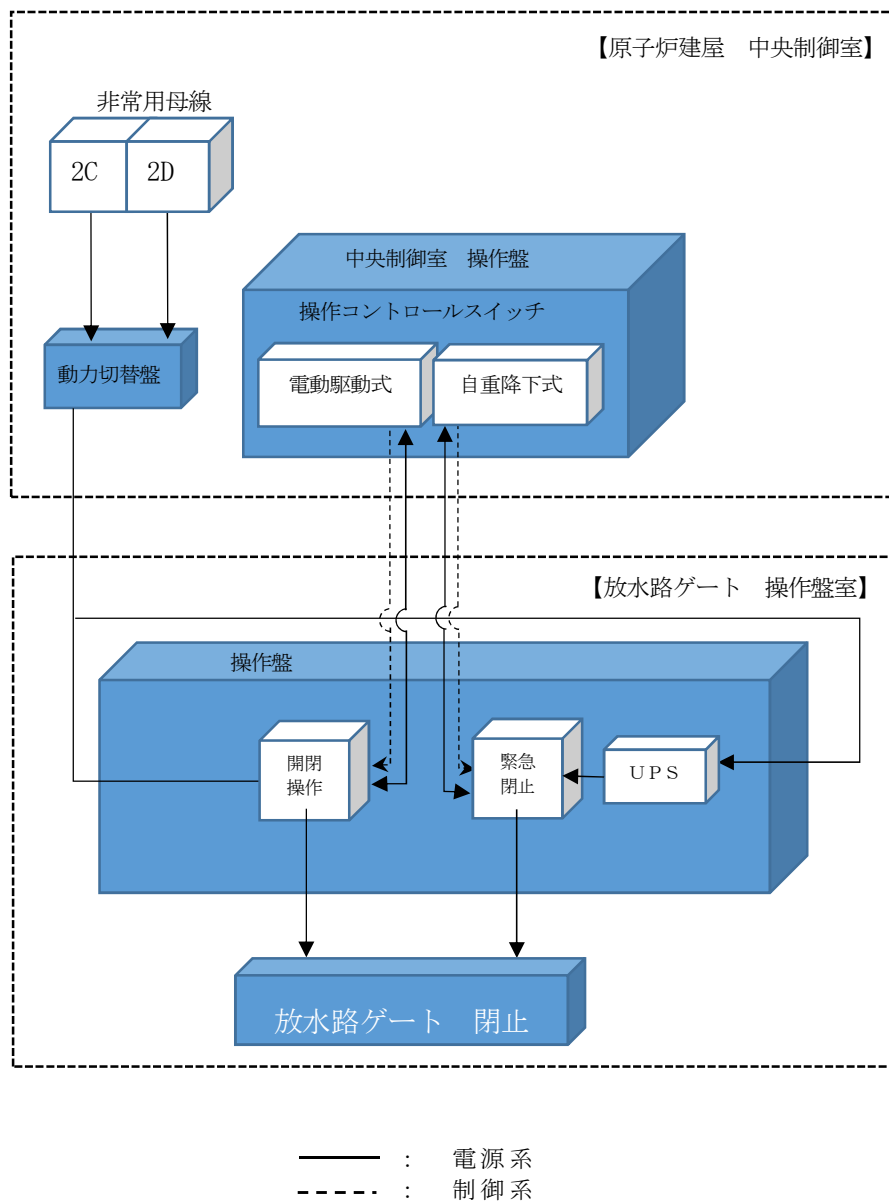 【原子炉建屋　中央制御室】
非常用母線
2C
2D
中央制御室　操作盤
操作コントロールスイッチ
動力切替盤
電動駆動式
自重降下式
【放水路ゲート　操作盤室】
操作盤
開閉
操作
緊急
閉止
ＵＰＳ
放水路ゲート　閉止
：　電源系
：　制御系